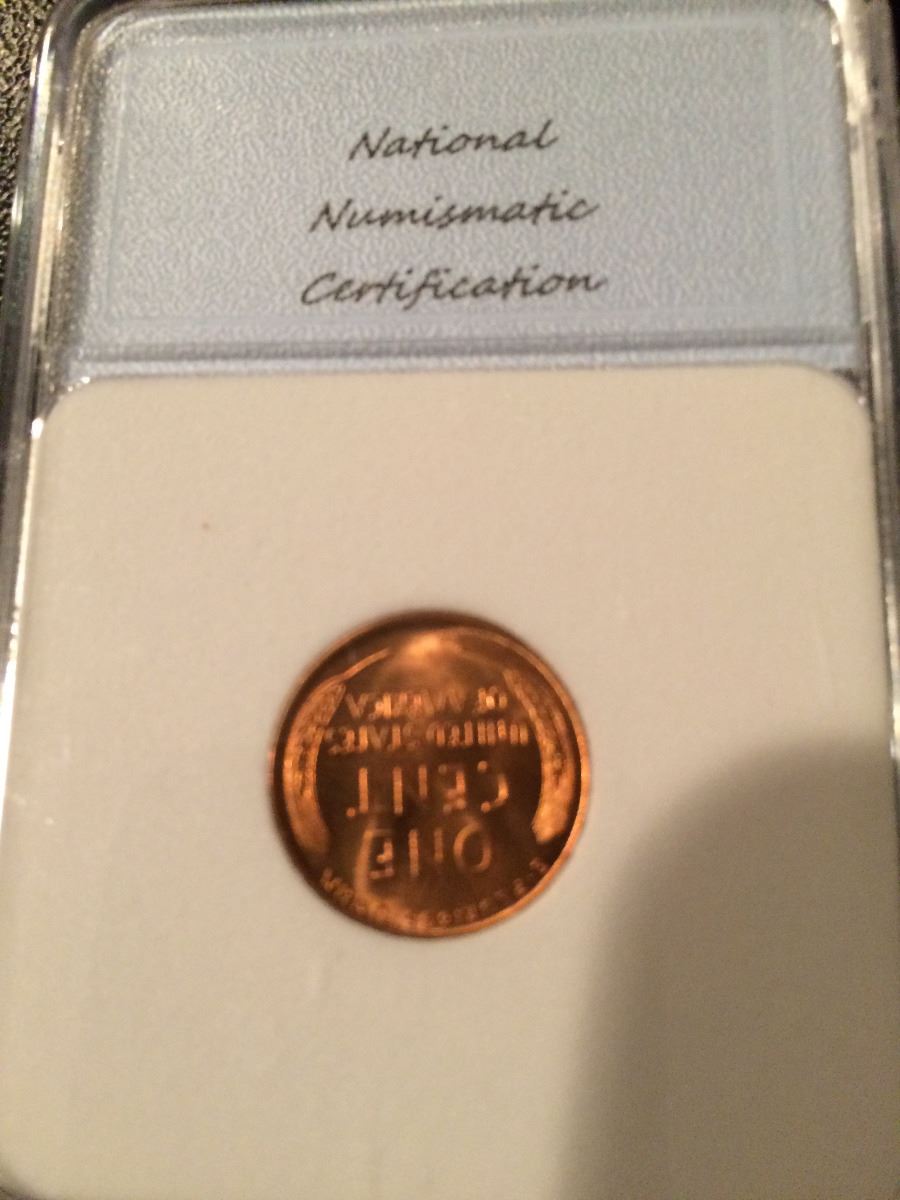 National
Numismatic
Certification
ONE
CENT
UNITED STATES
OF AMERICA